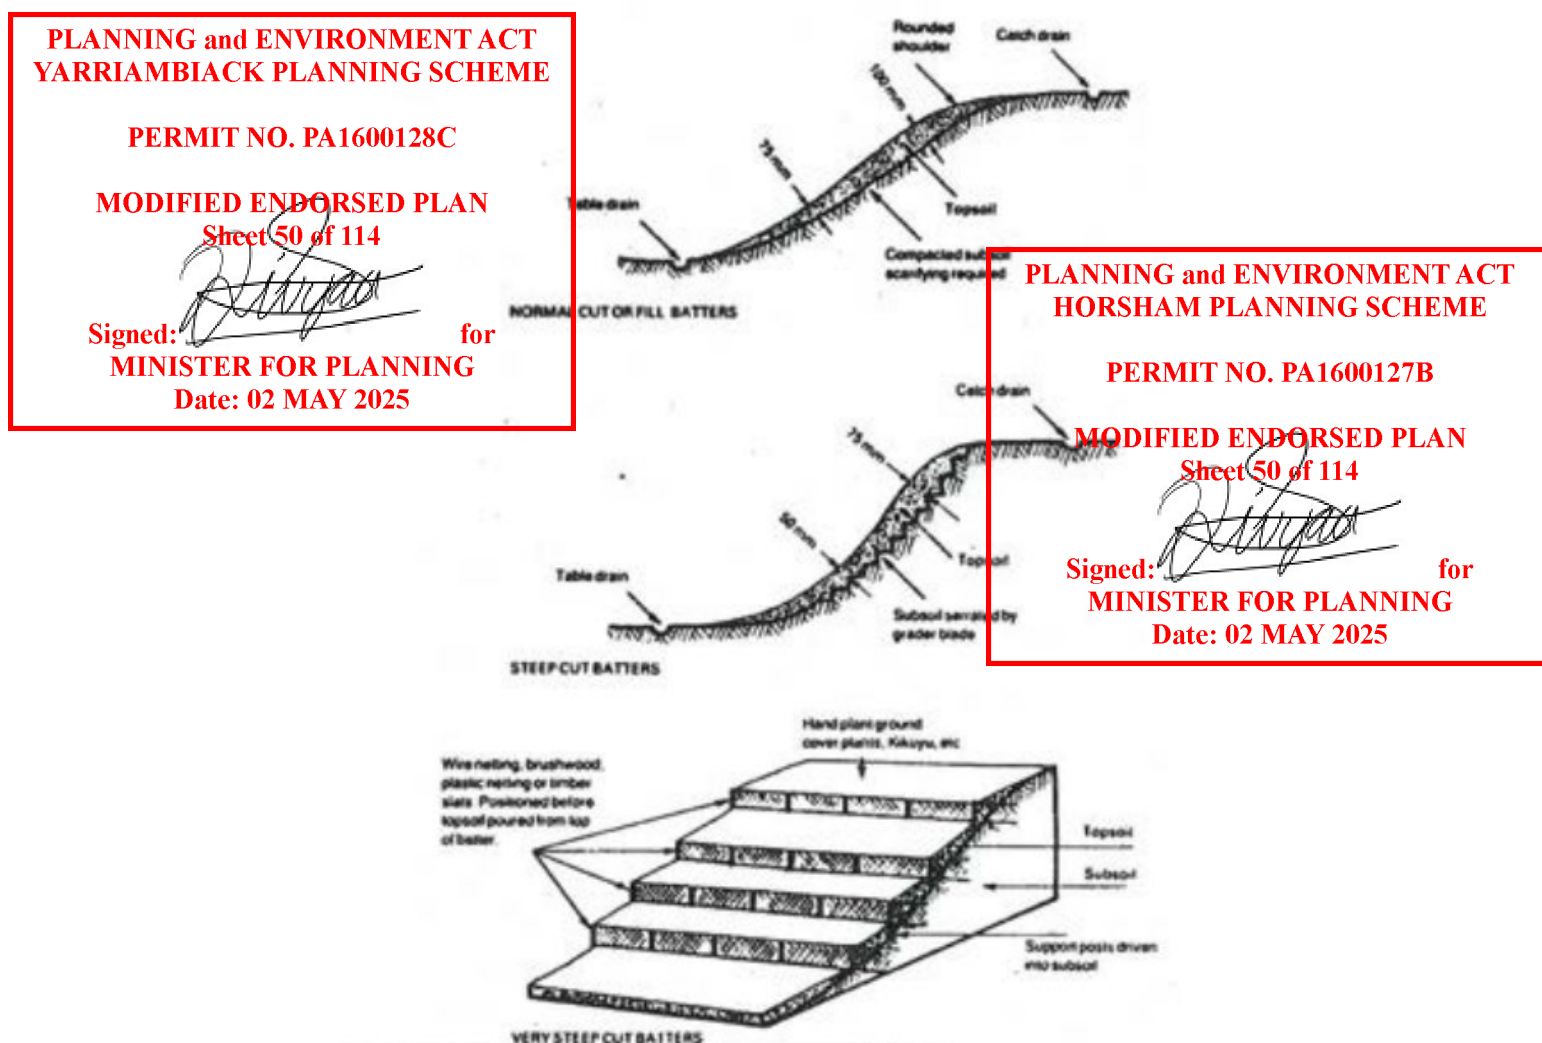 PLANNING and ENVIRONMENT ACT
YARRIAMBIACK PLANNING SCHEME
PERMIT NO. PA1600128C
MODIFIED ENDORSED PLAN
Sheet 50 of 114
Signed: for
MINISTER FOR PLANNING
Date: 02 MAY 2025
Rounded
shoulder
Catch drain
100 mm
75 mm
Table drain
Topsoil
Compacted subsoil
scarifying required
NORMAL CUT OR FILL BATTERS
PLANNING and ENVIRONMENT ACT
HORSHAM PLANNING SCHEME
PERMIT NO. PA1600127B
MODIFIED ENDORSED PLAN
Sheet 50 of 114
Signed: for
MINISTER FOR PLANNING
Date: 02 MAY 2025
Catch drain
75 mm
50 mm
Table drain
Topsoil
Subsoil serrated by
grader blade
STEEP CUT BATTERS
Hand plant ground
cover plants, Kikuyu, etc
Wire netting, brushwood,
plastic netting or timber
slats. Positioned before
topsoil poured from top
of batter.
Topsoil
Subsoil
Support posts driven
into subsoil
VERY STEEP CUT BATTERS